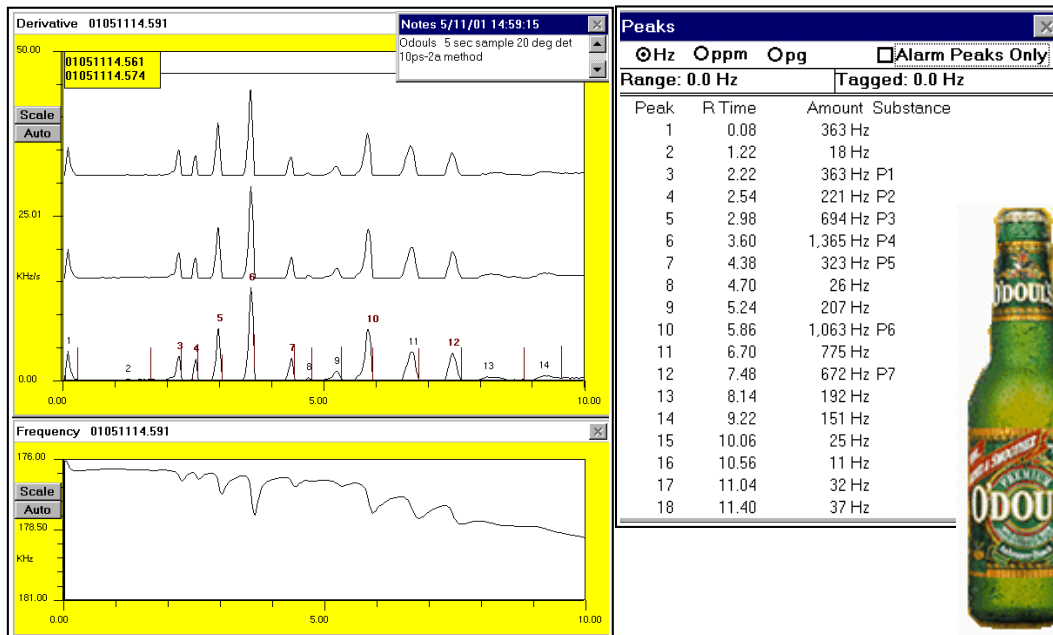 Derivative 01051114.591
Notes 5/11/01 14:59:15
Odouls 5 sec sample 20 deg det
10ps-2a method
50.00
01051114.561
01051114.574
Scale
Auto
25.01
KHz/s
6
5
10
1
2
3
4
7
8
9
11
12
13
14
0.00
0.00 5.00 10.00
Frequency 01051114.591
176.00
Scale
Auto
178.50
KHz
181.00
0.00 5.00 10.00
Peaks
Hz ppm pg Alarm Peaks Only
Range: 0.0 Hz Tagged: 0.0 Hz
Peak R Time Amount Substance
1 0.08 363 Hz
2 1.22 18 Hz
3 2.22 363 Hz P1
4 2.54 221 Hz P2
5 2.98 694 Hz P3
6 3.60 1,365 Hz P4
7 4.38 323 Hz P5
8 4.70 26 Hz
9 5.24 207 Hz
10 5.86 1,063 Hz P6
11 6.70 775 Hz
12 7.48 672 Hz P7
13 8.14 192 Hz
14 9.22 151 Hz
15 10.06 25 Hz
16 10.56 11 Hz
17 11.04 32 Hz
18 11.40 37 Hz
O'DOUL'S
O'DOUL